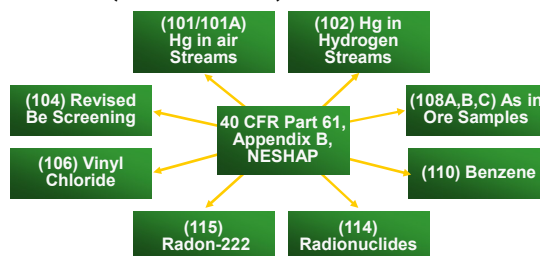 (101/101A)
Hg in air
Streams
(102) Hg in
Hydrogen
Streams
(104) Revised
Be Screening
40 CFR Part 61,
Appendix B,
NESHAP
(108A,B,C) As in
Ore Samples
(106) Vinyl
Chloride
(110) Benzene
(115)
Radon-222
(114)
Radionuclides